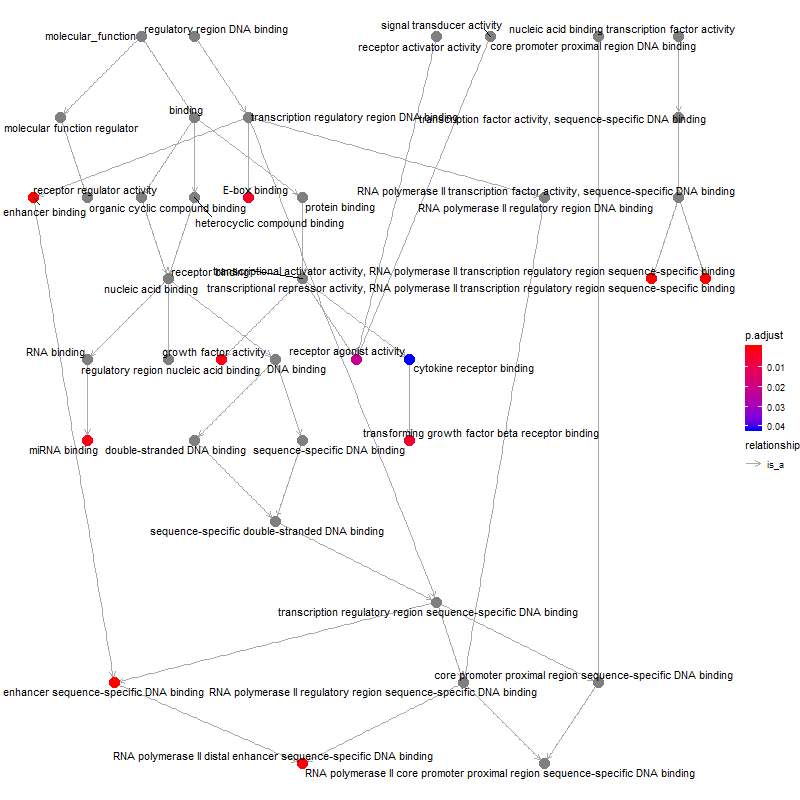 signal transducer activity
regulatory region DNA binding
nucleic acid binding transcription factor activity
molecular_function
receptor activator activity
core promoter proximal region DNA binding
binding
transcription regulatory region DNA binding
transcription factor activity, sequence-specific DNA binding
molecular function regulator
receptor regulator activity
E-box binding
RNA polymerase II transcription factor activity, sequence-specific DNA binding
enhancer binding
organic cyclic compound binding
protein binding
RNA polymerase II regulatory region DNA binding
heterocyclic compound binding
receptor binding
transcriptional activator activity, RNA polymerase II transcription regulatory region sequence-specific binding
nucleic acid binding
transcriptional repressor activity, RNA polymerase II transcription regulatory region sequence-specific binding
p.adjust
RNA binding
growth factor activity
receptor agonist activity
0.01
regulatory region nucleic acid binding
DNA binding
cytokine receptor binding
0.02
0.03
0.04
transforming growth factor beta receptor binding
relationship
miRNA binding
double-stranded DNA binding
sequence-specific DNA binding
is_a
sequence-specific double-stranded DNA binding
transcription regulatory region sequence-specific DNA binding
core promoter proximal region sequence-specific DNA binding
enhancer sequence-specific DNA binding
RNA polymerase II regulatory region sequence-specific DNA binding
RNA polymerase II distal enhancer sequence-specific DNA binding
RNA polymerase II core promoter proximal region sequence-specific DNA binding